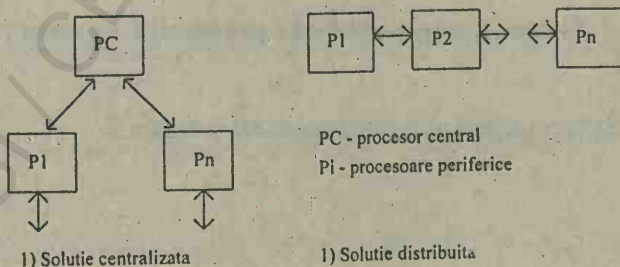 PC
P1
Pn
1) Solutie centralizata
P1
P2
Pn
PC - procesor central
Pi - procesoare periferice
1) Solutie distribuita